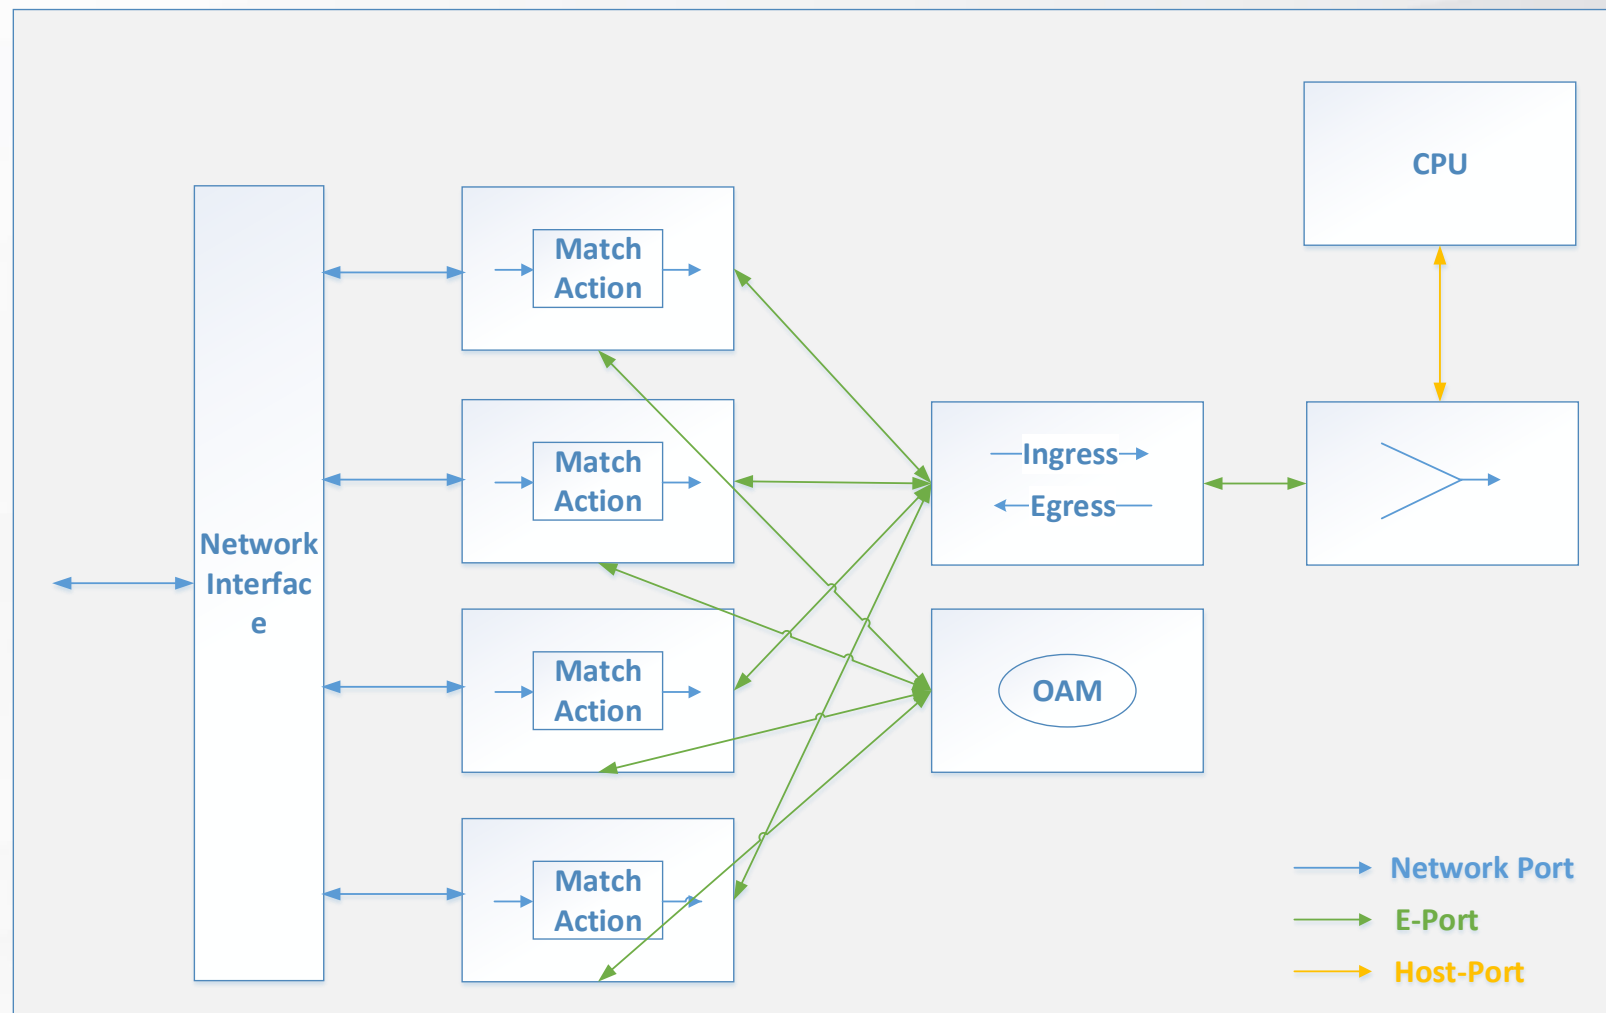 CPU
Match
Action
Match
Action
Ingress
Egress
Network
Interfac
e
Match
Action
OAM
Match
Action
Network Port
E-Port
Host-Port